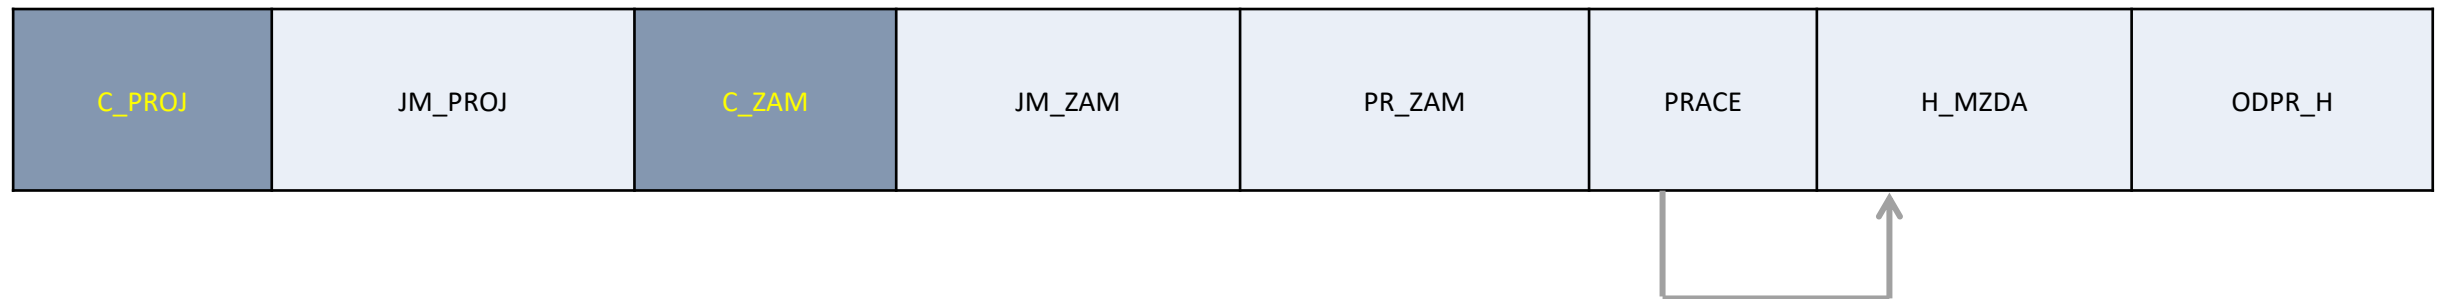 C_PROJ JM_PROJ C_ZAM JM_ZAM PR_ZAM PRACE H_MZDA ODPR_H